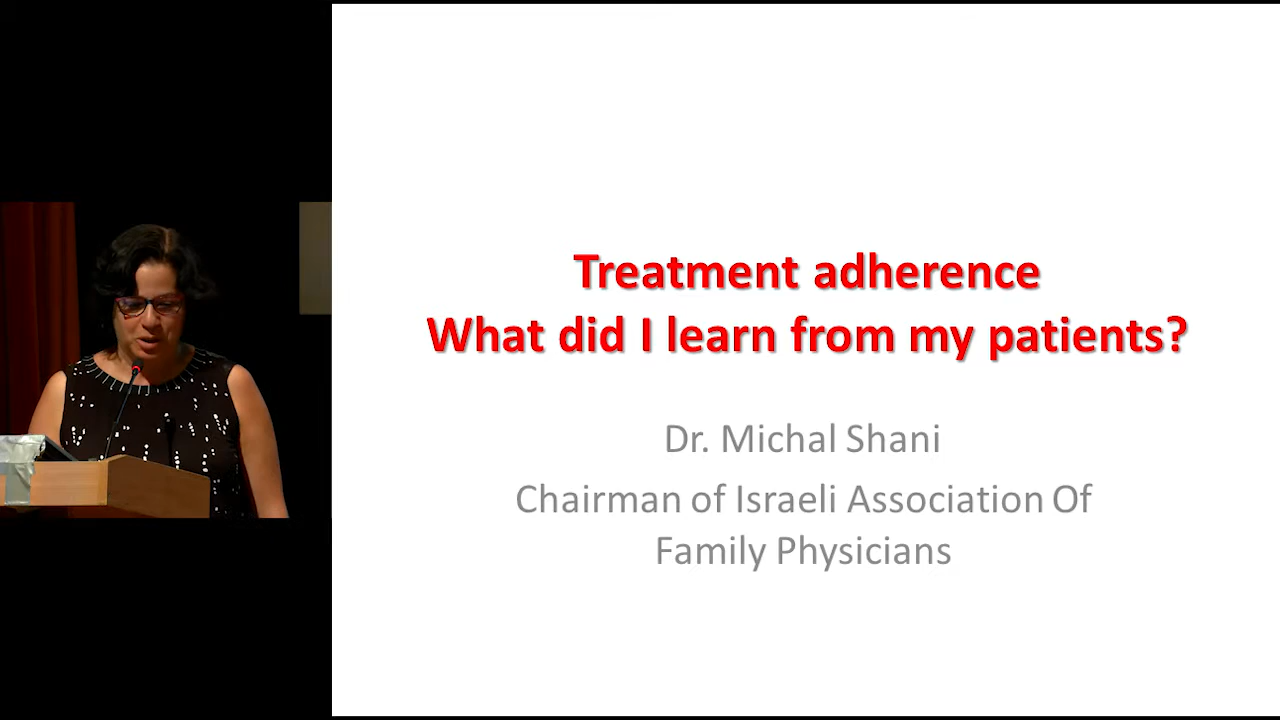 Treatment adherence
What did I learn from my patients?
Dr. Michal Shani
Chairman of Israeli Association Of
Family Physicians